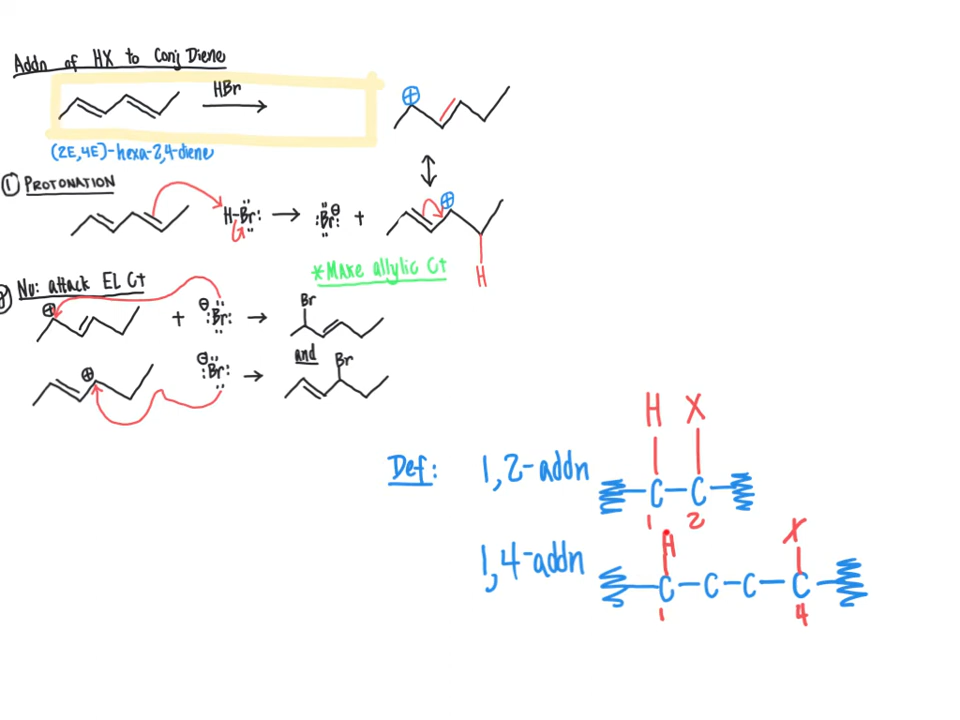 Addn of HX to Conj Diene
HBr
⊕
(2E,4E)-hexa-2,4-diene
① PROTONATION
H-Br: → :Br:⊖ + ⊕
*Make allylic C+
H
Nu: attack EL C+
⊕ + ⊖:Br: → Br
and
⊕ ⊖:Br: → Br
Def: 1,2-addn
H X
C-C
1 2
1,4-addn
H X
C-C-C-C
1 4